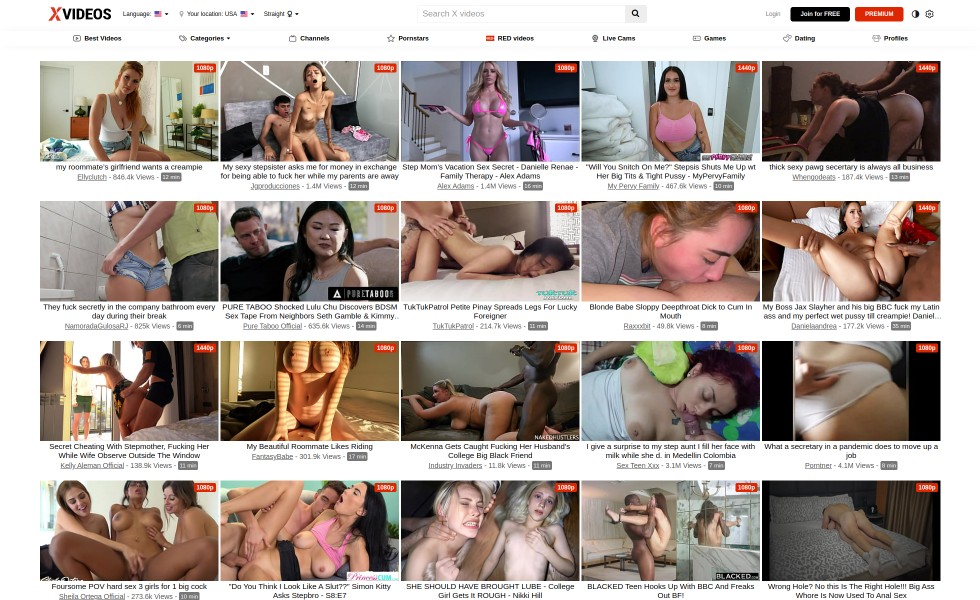 XVIDEOS Language: Your location: USA Straight Search X videos Login Join for FREE PREMIUM
Best Videos Categories Channels Pornstars RED videos Live Cams Games Dating Profiles
1080p 1080p 1080p 1440p 1440p
my roommate's girlfriend wants a creampie
Ellyclutch - 846.4k Views - 12 min
My sexy stepsister asks me for money in exchange
for being able to fuck her while my parents are away
Jgproducciones - 1.4M Views - 12 min
Step Mom's Vacation Sex Secret - Danielle Renae -
Family Therapy - Alex Adams
Alex Adams - 1.4M Views - 16 min
"Will You Snitch On Me?" Stepsis Shuts Me Up wt
Her Big Tits & Tight Pussy - MyPervyFamily
My Pervy Family - 467.6k Views - 10 min
thick sexy pawg secertary is always all business
Whengodeats - 187.4k Views - 13 min
1080p 1080p 1080p 1080p 1440p
They fuck secretly in the company bathroom every
day during their break
NamoradaGulosaRJ - 825k Views - 6 min
PURETABOO
PURE TABOO Shocked Lulu Chu Discovers BDSM
Sex Tape From Neighbors Seth Gamble & Kimmy...
Pure Taboo Official - 635.6k Views - 14 min
TukTukPatrol Petite Pinay Spreads Legs For Lucky
Foreigner
TukTukPatrol - 214.7k Views - 11 min
Blonde Babe Sloppy Deepthroat Dick to Cum In
Mouth
Raxxxbit - 49.8k Views - 8 min
My Boss Jax Slayher and his big BBC fuck my Latin
ass and my perfect wet pussy till creampie! Daniel...
Danielaandrea - 177.2k Views - 35 min
1440p 1080p 1080p 1080p 1080p
Secret Cheating With Stepmother, Fucking Her
While Wife Observe Outside The Window
Kelly Aleman Official - 138.9k Views - 11 min
My Beautiful Roommate Likes Riding
FantasyBabe - 301.9k Views - 17 min
NAKEDHUSTLERS
McKenna Gets Caught Fucking Her Husband's
College Big Black Friend
Industry Invaders - 11.8k Views - 11 min
I give a surprise to my step aunt I fill her face with
milk while she d. in Medellin Colombia
Sex Teen Xxx - 3.1M Views - 7 min
What a secretary in a pandemic does to move up a
job
Porntner - 4.1M Views - 9 min
1080p 1080p 1080p 1080p 1080p
Foursome POV hard sex 3 girls for 1 big cock
Sheila Ortega Official - 273.6k Views - 10 min
PrincessCUM
"Do You Think I Look Like A Slut??" Simon Kitty
Asks Stepbro - S8:E7
SHE SHOULD HAVE BROUGHT LUBE - College
Girl Gets It ROUGH - Nikki Hill
BLACKED
BLACKED Teen Hooks Up With BBC And Freaks
Out BF!
Wrong Hole? No this Is The Right Hole!!! Big Ass
Whore Is Now Used To Anal Sex